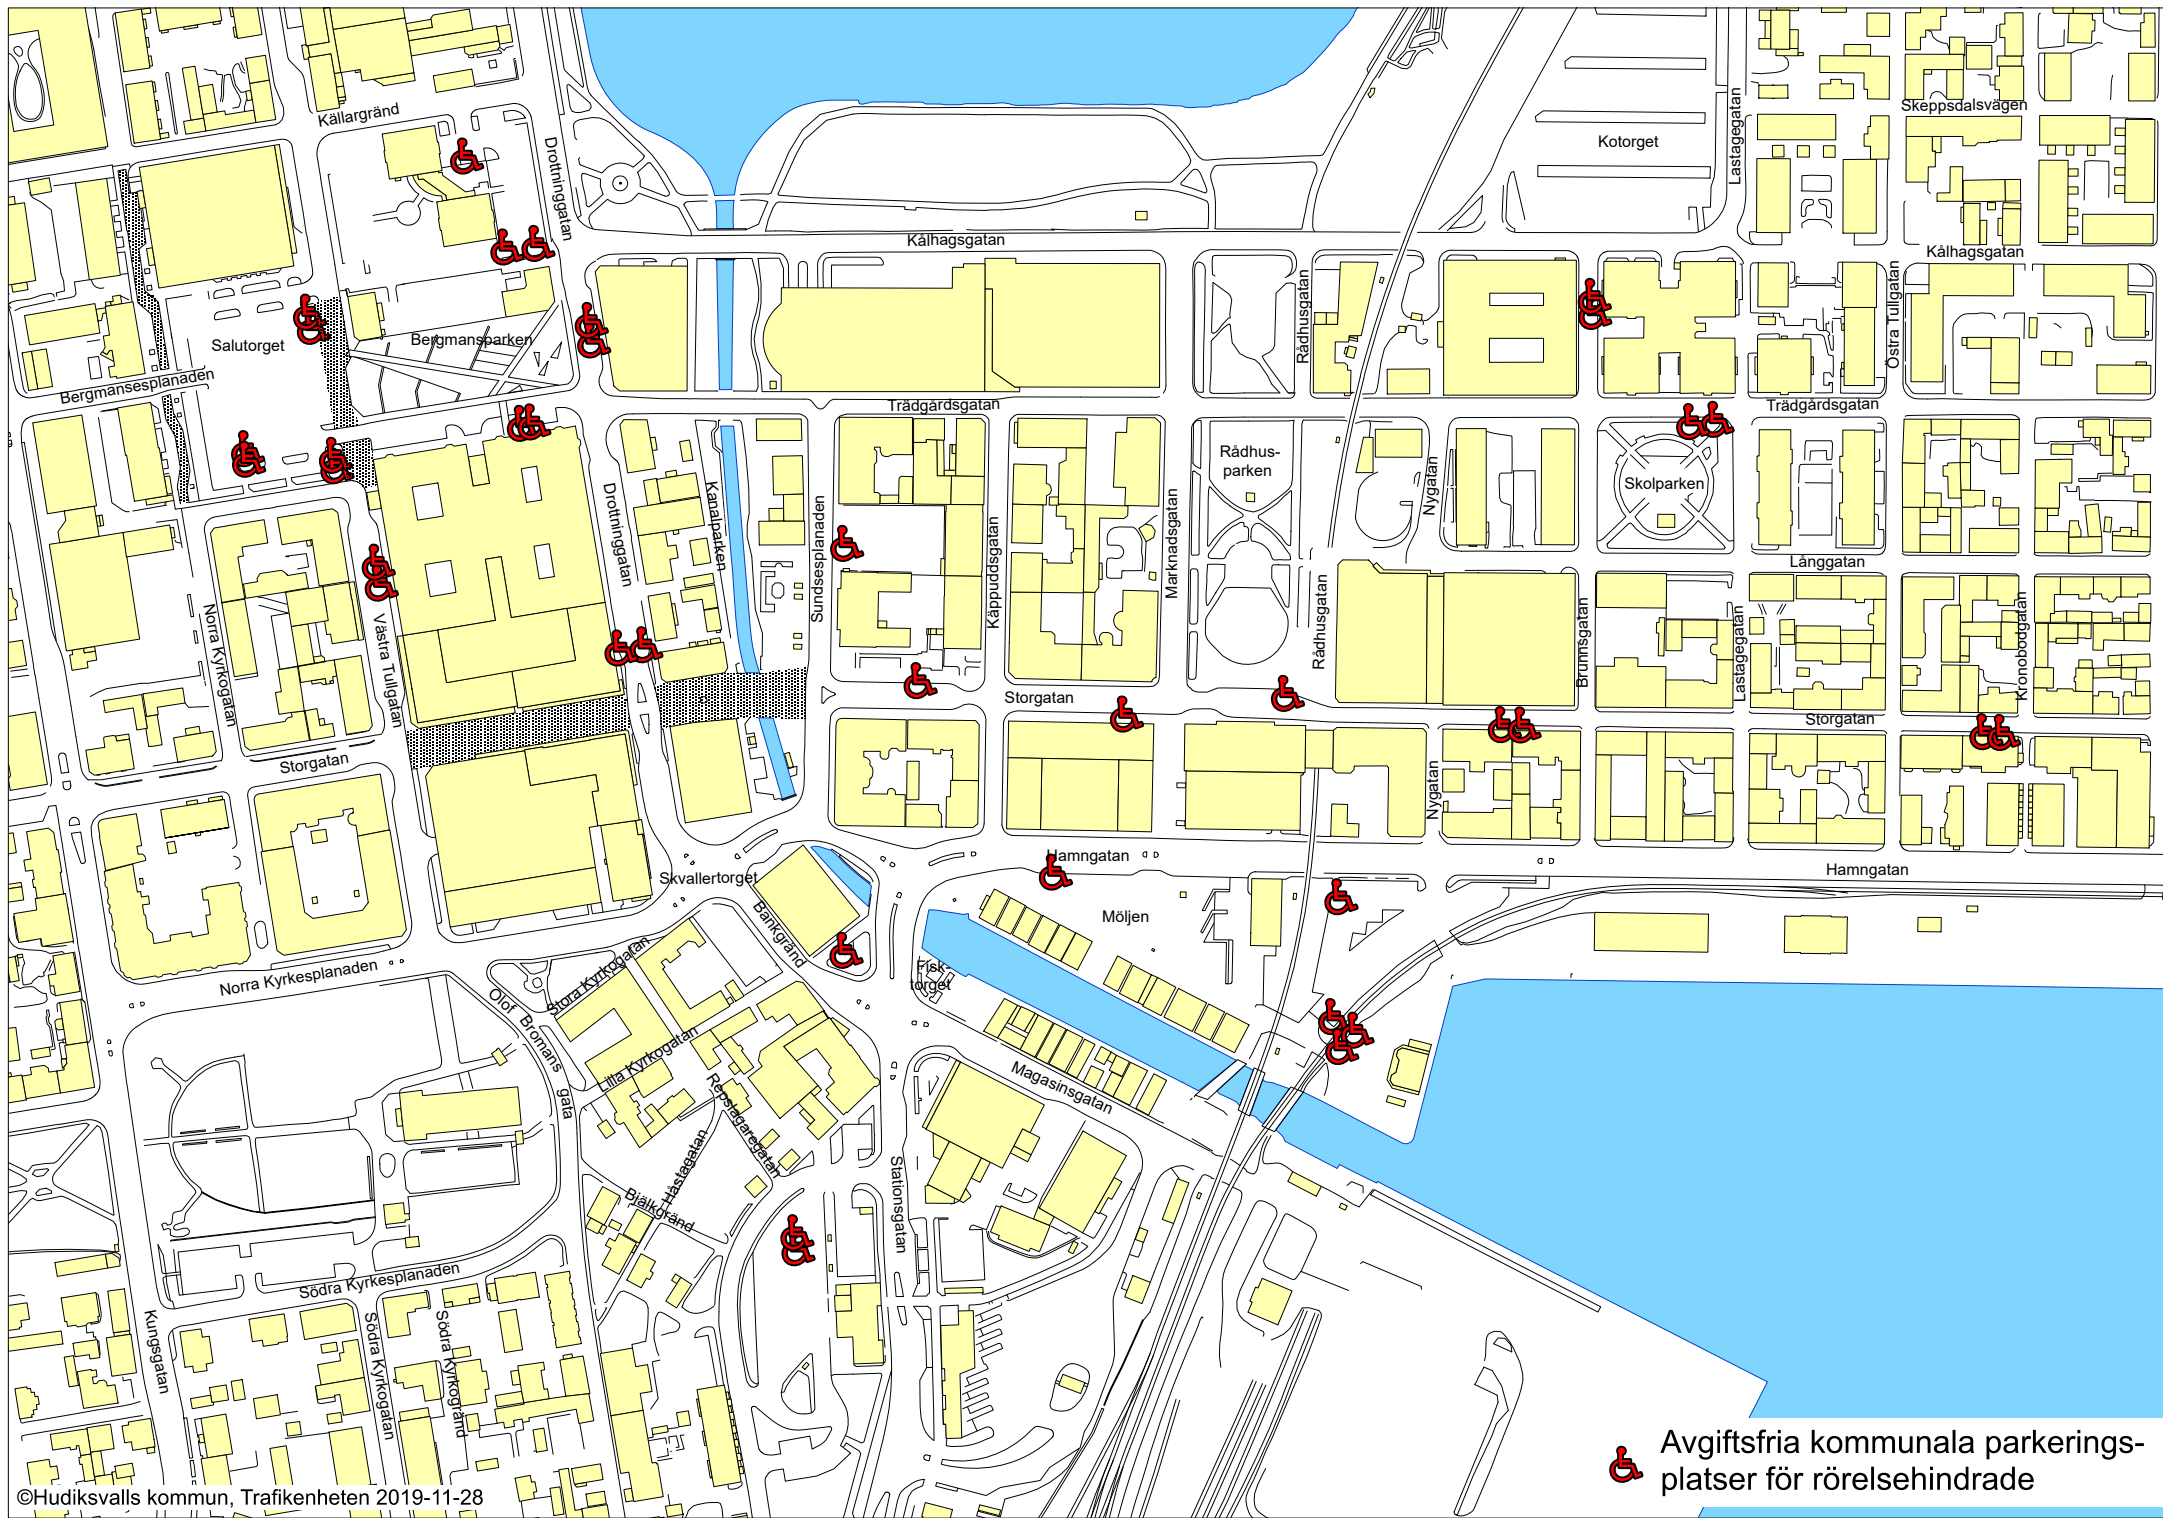 Källargränd
Drottninggatan
Lastagegatan
Skeppsdalsvägen
Kotorget
Kålhagsgatan
Kålhagsgatan
Rådhusgatan
Östra Tullgatan
Salutorget
Bergmansparken
Bergmansesplanaden
Trädgårdsgatan
Trädgårdsgatan
Rådhus-
parken
Skolparken
Nygatan
Drottninggatan
Kanalparken
Sundsesplanaden
Käppuddsgatan
Marknadsgatan
Långgatan
Norra Kyrkogatan
Västra Tullgatan
Rådhusgatan
Brunnsgatan
Lastagegatan
Kronobodgatan
Storgatan
Storgatan
Storgatan
Nygatan
Hamngatan
Hamngatan
Skvallertorget
Bankgränd
Möljen
Fisk-
torget
Norra Kyrkesplanaden
Stora Kyrkogatan
Olof Bromans gata
Lilla Kyrkogatan
Repslagaregatan
Håstagatan
Bjälkgränd
Magasinsgatan
Stationsgatan
Södra Kyrkesplanaden
Kungsgatan
Södra Kyrkogatan
Södra Kyrkogränd
Avgiftsfria kommunala parkerings-
platser för rörelsehindrade
©Hudiksvalls kommun, Trafikenheten 2019-11-28